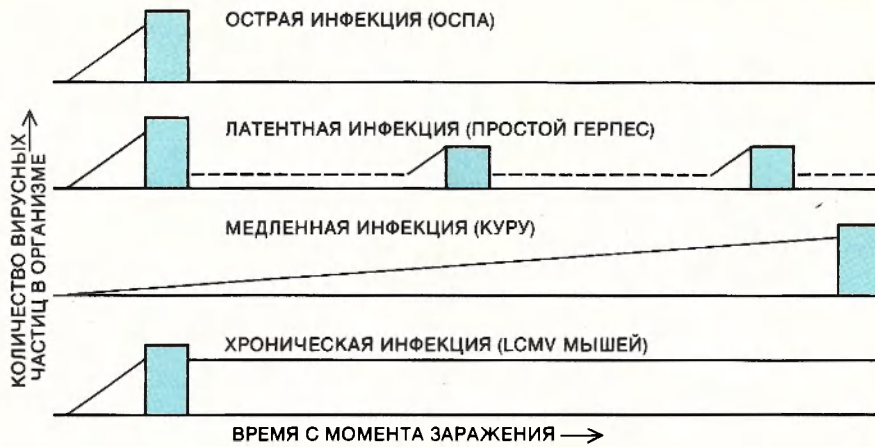 ОСТРАЯ ИНФЕКЦИЯ (ОСПА)
ЛАТЕНТНАЯ ИНФЕКЦИЯ (ПРОСТОЙ ГЕРПЕС)
МЕДЛЕННАЯ ИНФЕКЦИЯ (КУРУ)
ХРОНИЧЕСКАЯ ИНФЕКЦИЯ (LCMV МЫШЕЙ)
КОЛИЧЕСТВО ВИРУСНЫХ
ЧАСТИЦ В ОРГАНИЗМЕ →
ВРЕМЯ С МОМЕНТА ЗАРАЖЕНИЯ →